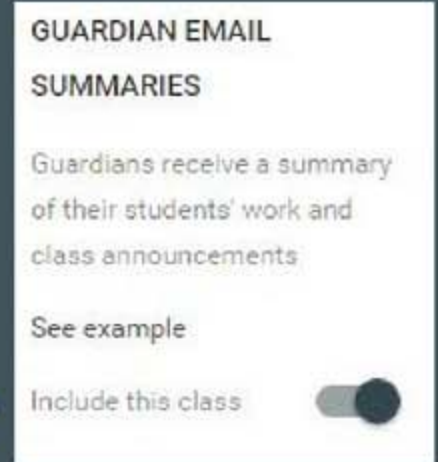 GUARDIAN EMAIL
SUMMARIES
Guardians receive a summary
of their students' work and
class announcements
See example
Include this class